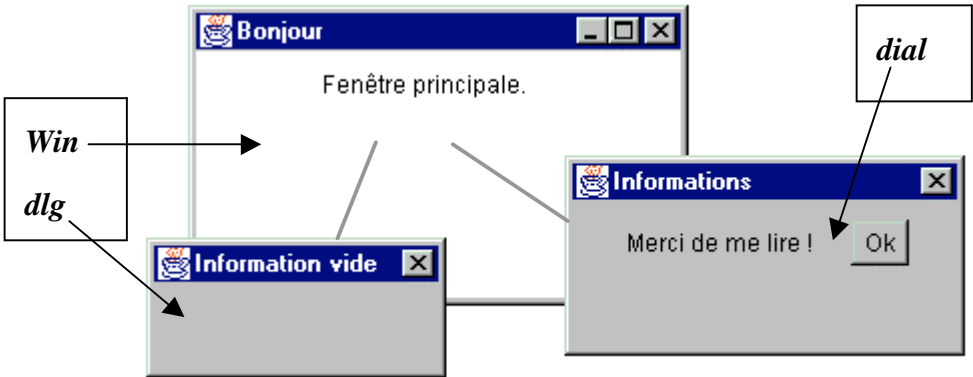 Bonjour
Fenêtre principale.
dial
Win
dlg
Informations
Merci de me lire !
Ok
Information vide